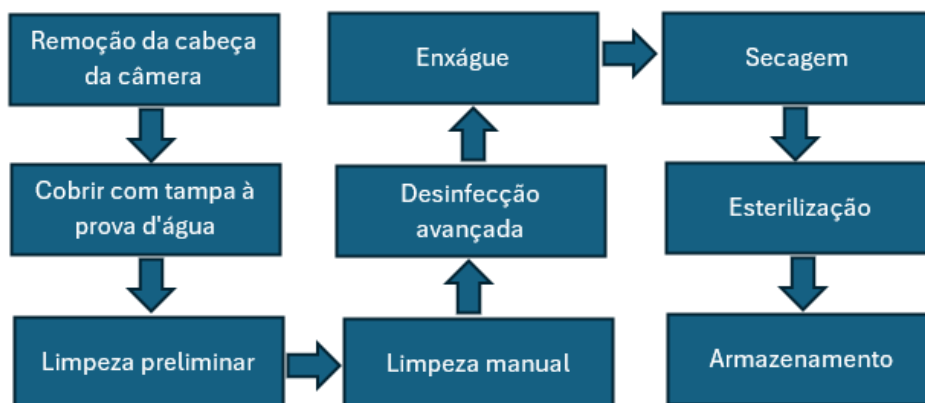 Remoção da cabeça
da câmera
Cobrir com tampa à
prova d'água
Limpeza preliminar
Limpeza manual
Desinfecção
avançada
Enxágue
Secagem
Esterilização
Armazenamento